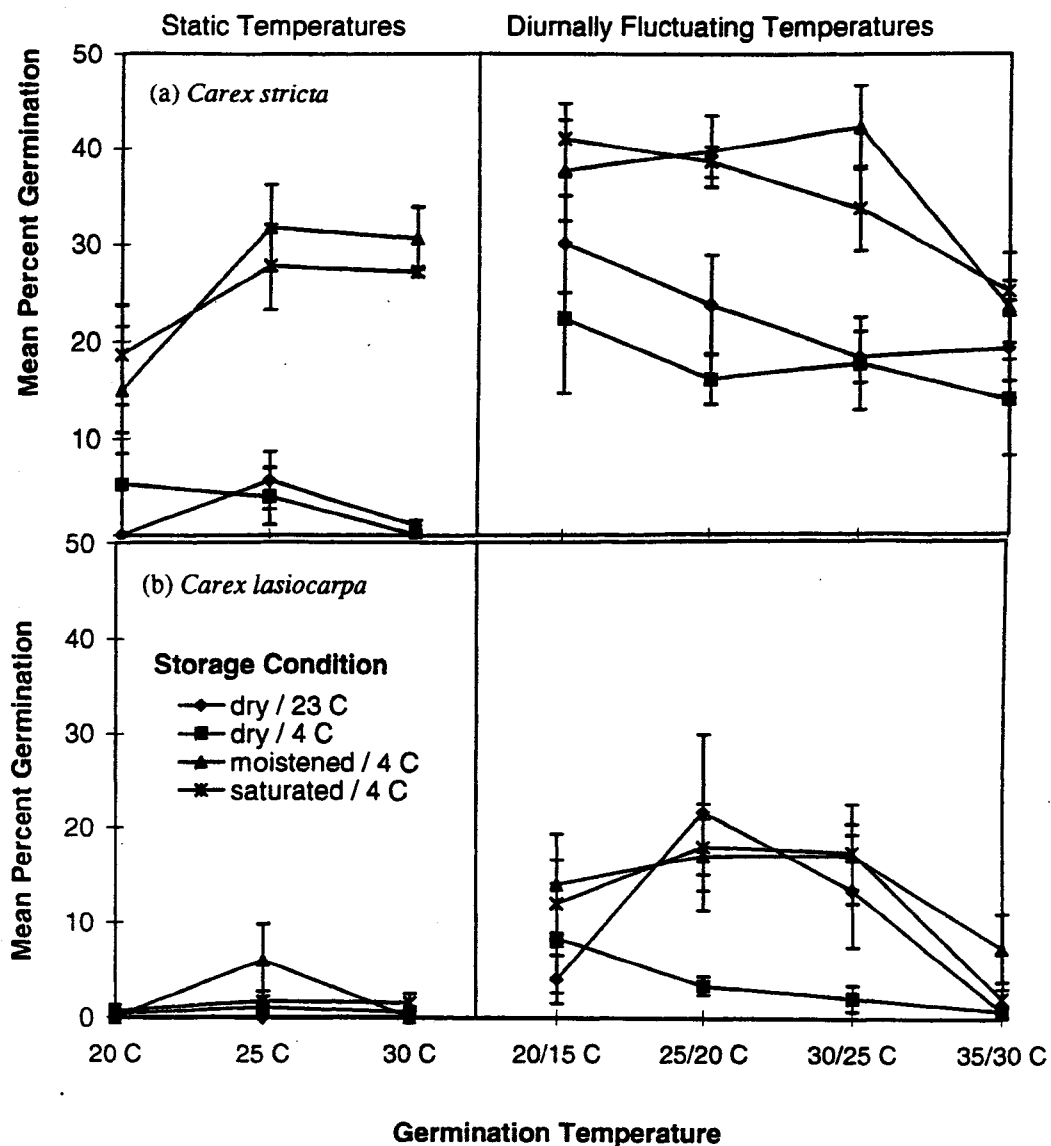 Static Temperatures
Diurnally Fluctuating Temperatures
50
40
30
20
10
Mean Percent Germination
(a) Carex stricta
50
40
30
20
10
0
Mean Percent Germination
(b) Carex lasiocarpa
Storage Condition
dry / 23 C
dry / 4 C
moistened / 4 C
saturated / 4 C
20 C
25 C
30 C
20/15 C
25/20 C
30/25 C
35/30 C
Germination Temperature